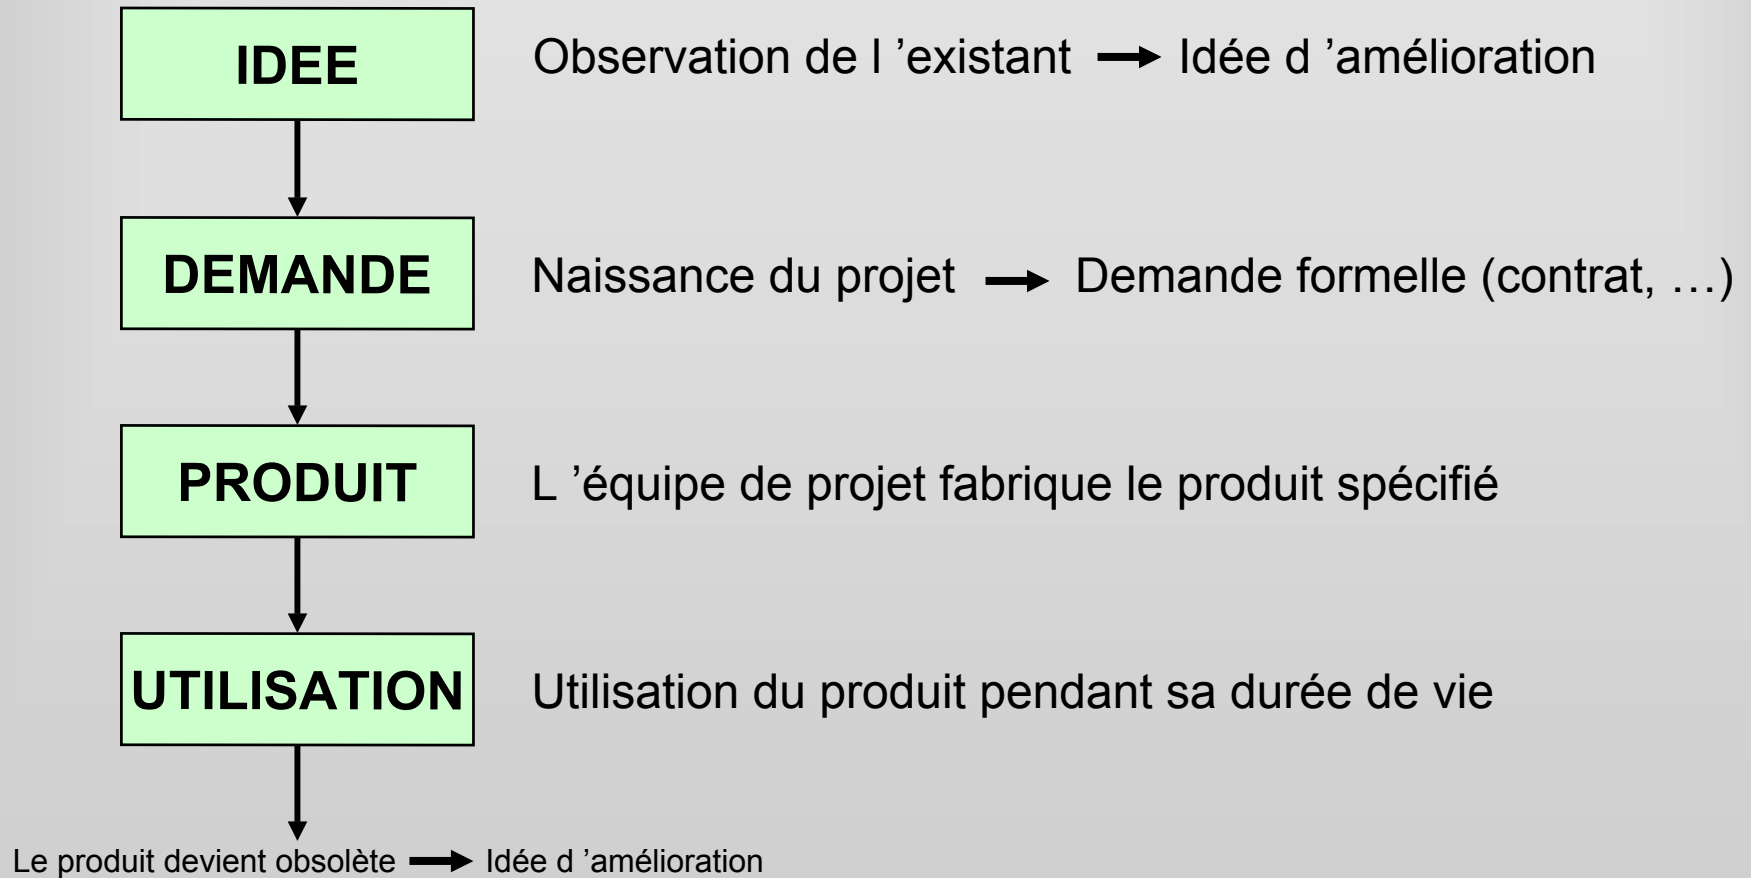 IDEE
Observation de l ’existant → Idée d ’amélioration
DEMANDE
Naissance du projet → Demande formelle (contrat, …)
PRODUIT
L ’équipe de projet fabrique le produit spécifié
UTILISATION
Utilisation du produit pendant sa durée de vie
Le produit devient obsolète → Idée d ’amélioration